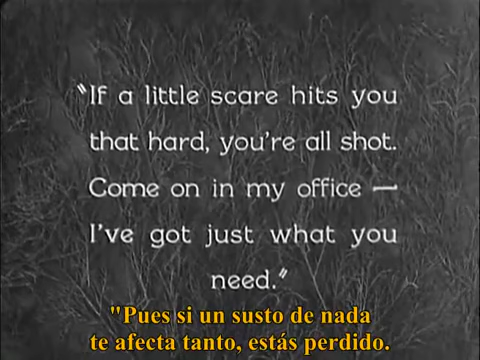 "If a little scare hits you
that hard, you're all shot.
Come on in my office —
I've got just what you
need."
"Pues si un susto de nada
te afecta tanto, estás perdido.